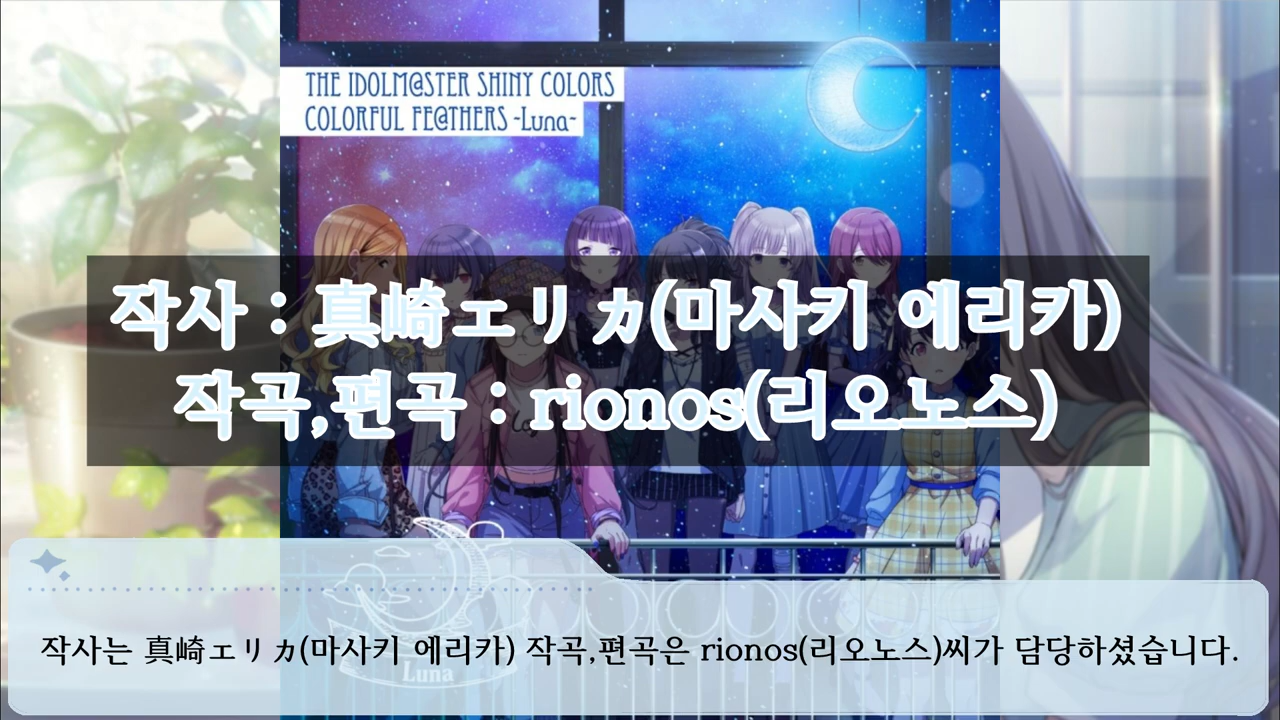 THE IDOLM@STER SHINY COLORS
COLORFUL FE@THERS -Luna-
작사 : 真崎エリカ(마사키 에리카)
작곡,편곡 : rionos(리오노스)
작사는 真崎エリカ(마사키 에리카) 작곡,편곡은 rionos(리오노스)씨가 담당하셨습니다.
Luna